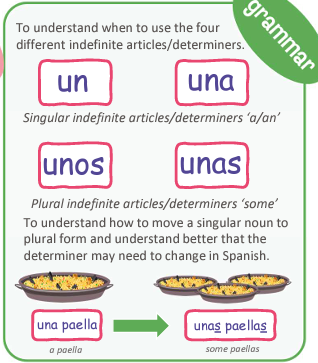 grammar
To understand when to use the four
different indefinite articles/determiners.
un una
Singular indefinite articles/determiners ‘a/an’
unos unas
Plural indefinite articles/determiners ‘some’
To understand how to move a singular noun to
plural form and understand better that the
determiner may need to change in Spanish.
una paella unas paellas
a paella some paellas